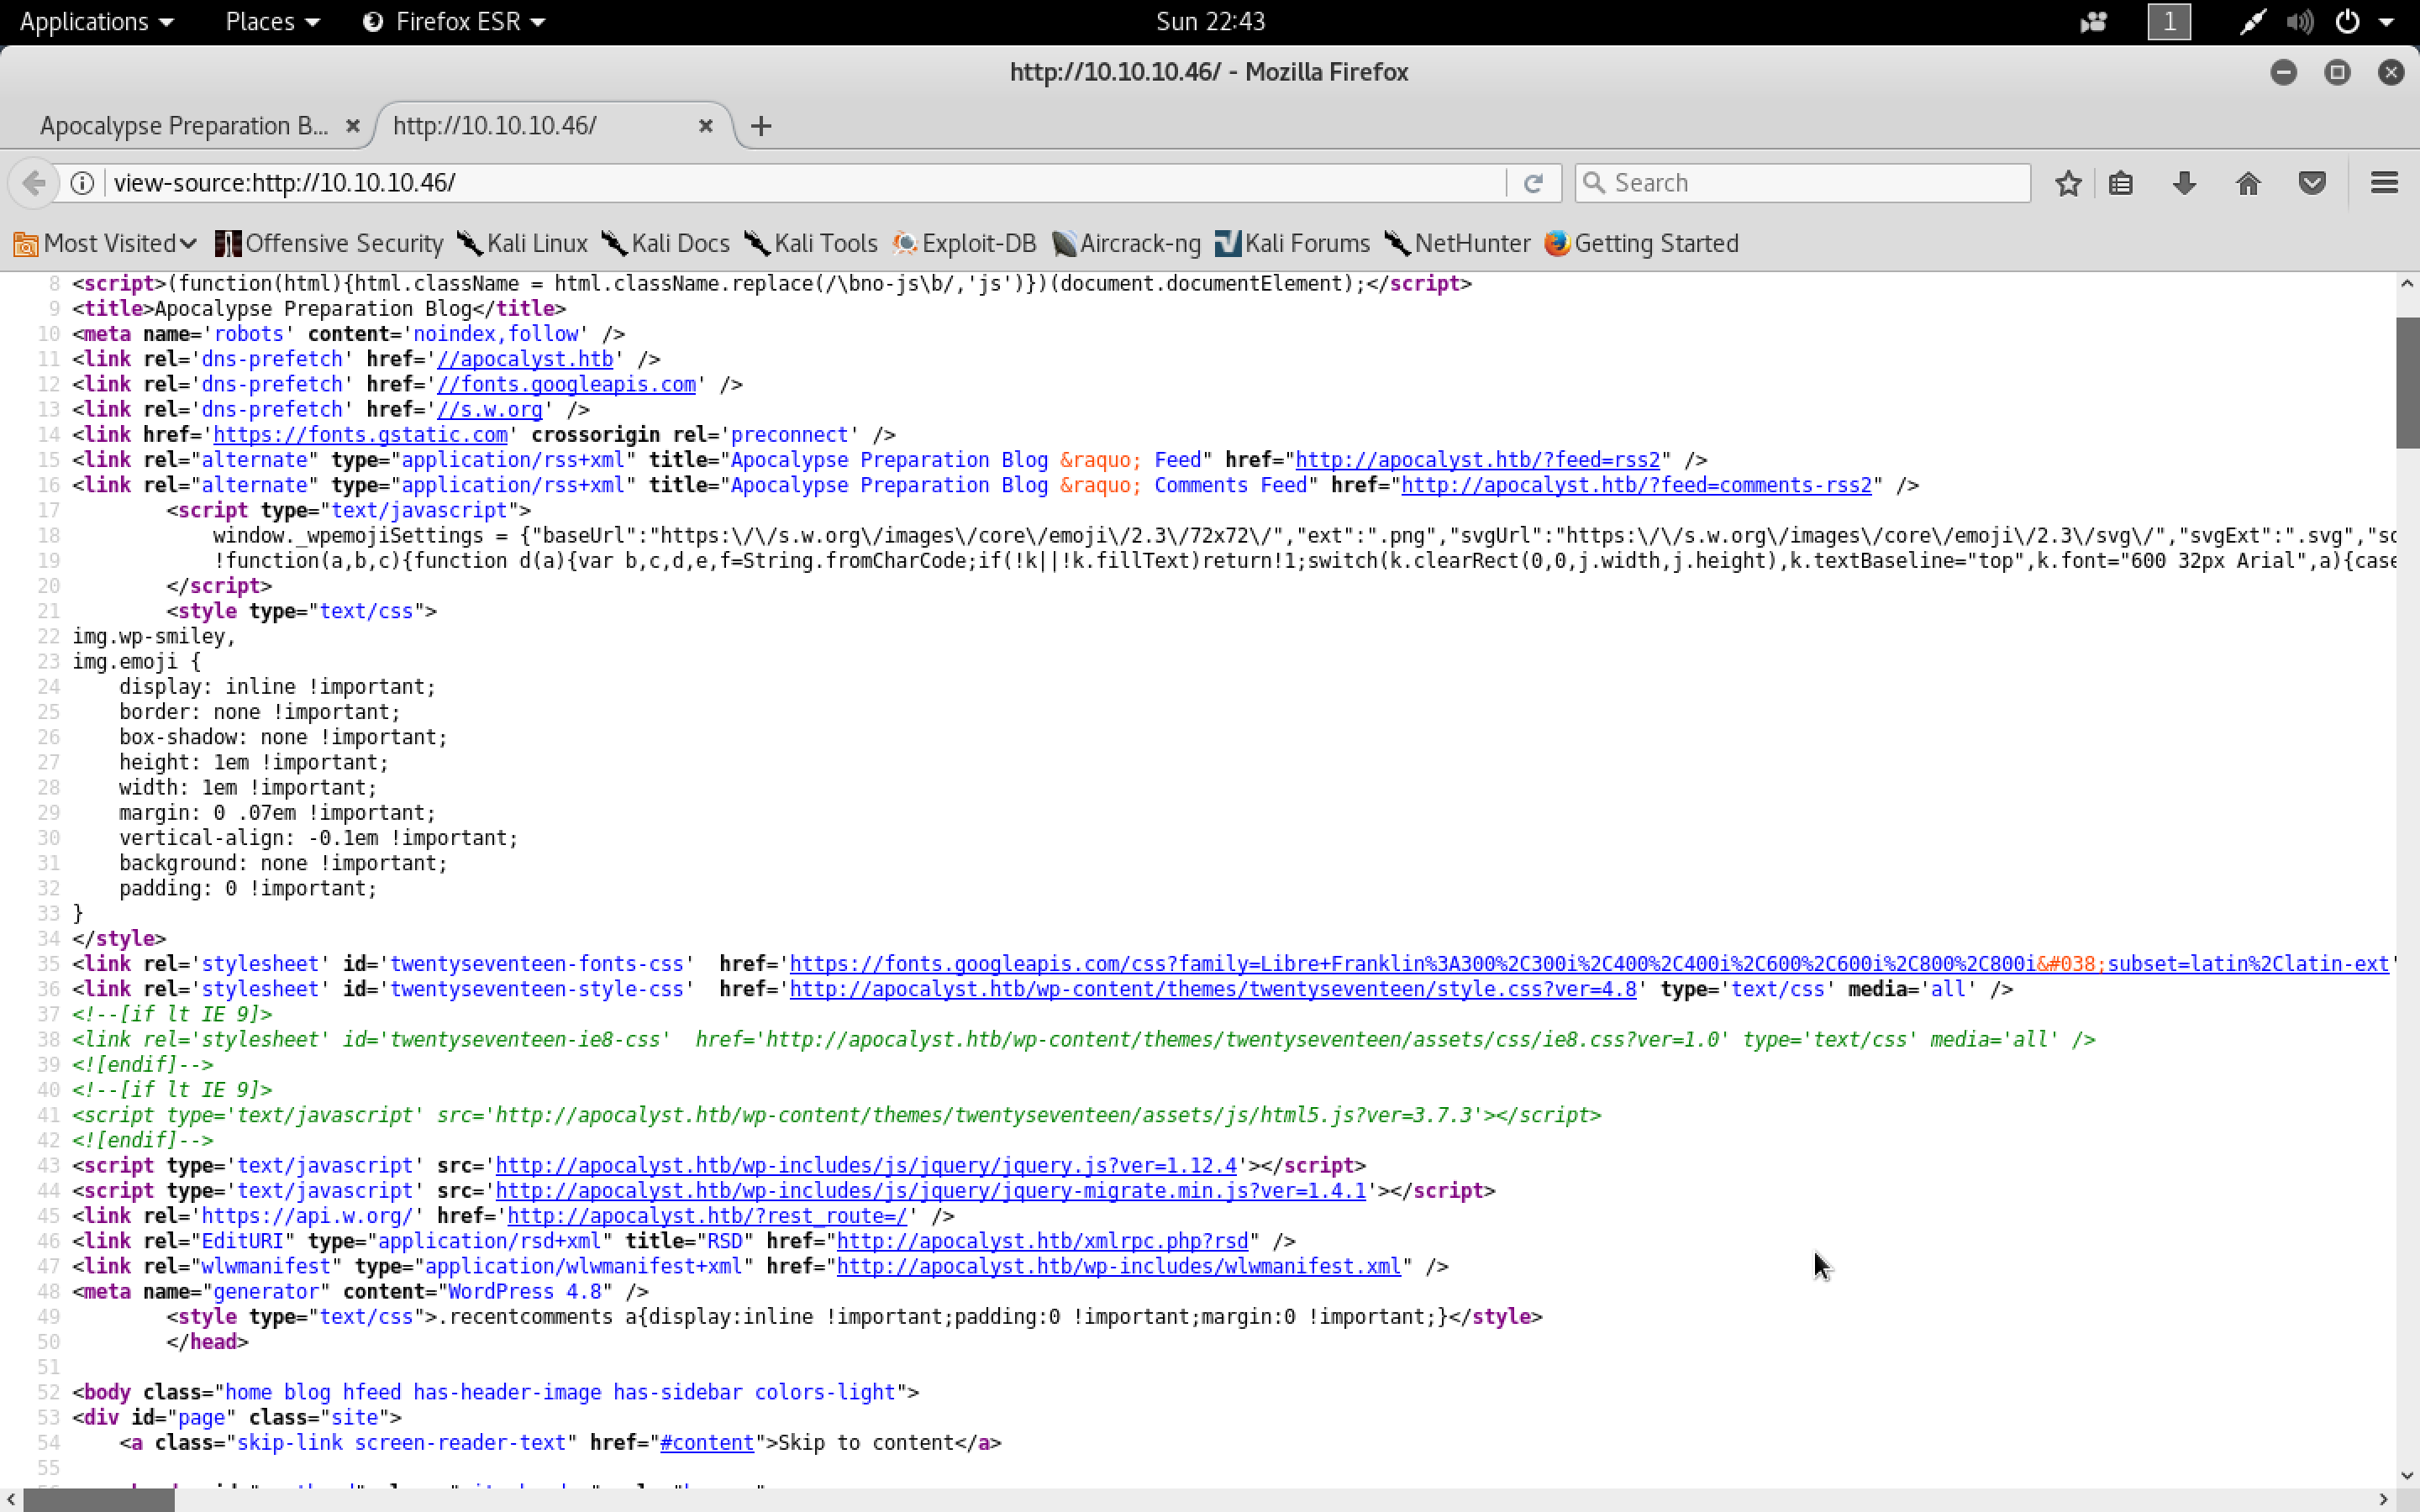 Applications Places Firefox ESR Sun 22:43 1
http://10.10.10.46/ - Mozilla Firefox
Apocalypse Preparation B... http://10.10.10.46/
view-source:http://10.10.10.46/ Search
Most Visited Offensive Security Kali Linux Kali Docs Kali Tools Exploit-DB Aircrack-ng Kali Forums NetHunter Getting Started
8 <script>(function(html){html.className = html.className.replace(/\bno-js\b/,'js')})(document.documentElement);</script>
9 <title>Apocalypse Preparation Blog</title>
10 <meta name='robots' content='noindex,follow' />
11 <link rel='dns-prefetch' href='//apocalyst.htb' />
12 <link rel='dns-prefetch' href='//fonts.googleapis.com' />
13 <link rel='dns-prefetch' href='//s.w.org' />
14 <link href='https://fonts.gstatic.com' crossorigin rel='preconnect' />
15 <link rel="alternate" type="application/rss+xml" title="Apocalypse Preparation Blog &raquo; Feed" href="http://apocalyst.htb/?feed=rss2" />
16 <link rel="alternate" type="application/rss+xml" title="Apocalypse Preparation Blog &raquo; Comments Feed" href="http://apocalyst.htb/?feed=comments-rss2" />
17 <script type="text/javascript">
18 window._wpemojiSettings = {"baseUrl":"https:\/\/s.w.org\/images\/core\/emoji\/2.3\/72x72\/","ext":".png","svgUrl":"https:\/\/s.w.org\/images\/core\/emoji\/2.3\/svg\/","svgExt":".svg",
19 !function(a,b,c){function d(a){var b,c,d,e,f=String.fromCharCode;if(!k||!k.fillText)return!1;switch(k.clearRect(0,0,j.width,j.height),k.textBaseline="top",k.font="600 32px Arial",a){case
20 </script>
21 <style type="text/css">
22 img.wp-smiley,
23 img.emoji {
24 display: inline !important;
25 border: none !important;
26 box-shadow: none !important;
27 height: 1em !important;
28 width: 1em !important;
29 margin: 0 .07em !important;
30 vertical-align: -0.1em !important;
31 background: none !important;
32 padding: 0 !important;
33 }
34 </style>
35 <link rel='stylesheet' id='twentyseventeen-fonts-css' href='https://fonts.googleapis.com/css?family=Libre+Franklin%3A300%2C300i%2C400%2C400i%2C600%2C600i%2C800%2C800i&#038;subset=latin%2Clatin-ext'
36 <link rel='stylesheet' id='twentyseventeen-style-css' href='http://apocalyst.htb/wp-content/themes/twentyseventeen/style.css?ver=4.8' type='text/css' media='all' />
37 <!--[if lt IE 9]>
38 <link rel='stylesheet' id='twentyseventeen-ie8-css' href='http://apocalyst.htb/wp-content/themes/twentyseventeen/assets/css/ie8.css?ver=1.0' type='text/css' media='all' />
39 <![endif]-->
40 <!--[if lt IE 9]>
41 <script type='text/javascript' src='http://apocalyst.htb/wp-content/themes/twentyseventeen/assets/js/html5.js?ver=3.7.3'></script>
42 <![endif]-->
43 <script type='text/javascript' src='http://apocalyst.htb/wp-includes/js/jquery/jquery.js?ver=1.12.4'></script>
44 <script type='text/javascript' src='http://apocalyst.htb/wp-includes/js/jquery/jquery-migrate.min.js?ver=1.4.1'></script>
45 <link rel='https://api.w.org/' href='http://apocalyst.htb/?rest_route=/' />
46 <link rel="EditURI" type="application/rsd+xml" title="RSD" href="http://apocalyst.htb/xmlrpc.php?rsd" />
47 <link rel="wlwmanifest" type="application/wlwmanifest+xml" href="http://apocalyst.htb/wp-includes/wlwmanifest.xml" />
48 <meta name="generator" content="WordPress 4.8" />
49 <style type="text/css">.recentcomments a{display:inline !important;padding:0 !important;margin:0 !important;}</style>
50 </head>
51
52 <body class="home blog hfeed has-header-image has-sidebar colors-light">
53 <div id="page" class="site">
54 <a class="skip-link screen-reader-text" href="#content">Skip to content</a>
55